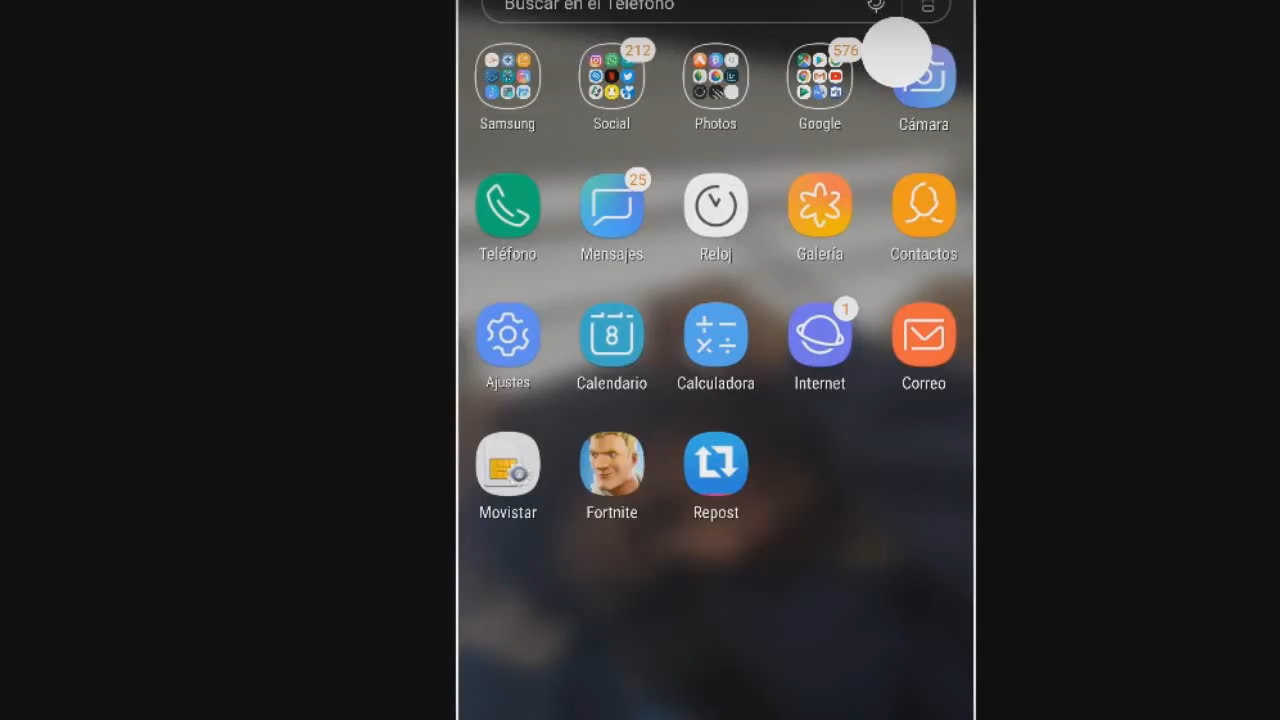 Buscar en el Teléfono
212
576
Samsung
Social
Photos
Google
Cámara
25
Teléfono
Mensajes
Reloj
Galería
Contactos
8
1
Ajustes
Calendario
Calculadora
Internet
Correo
Movistar
Fortnite
Repost